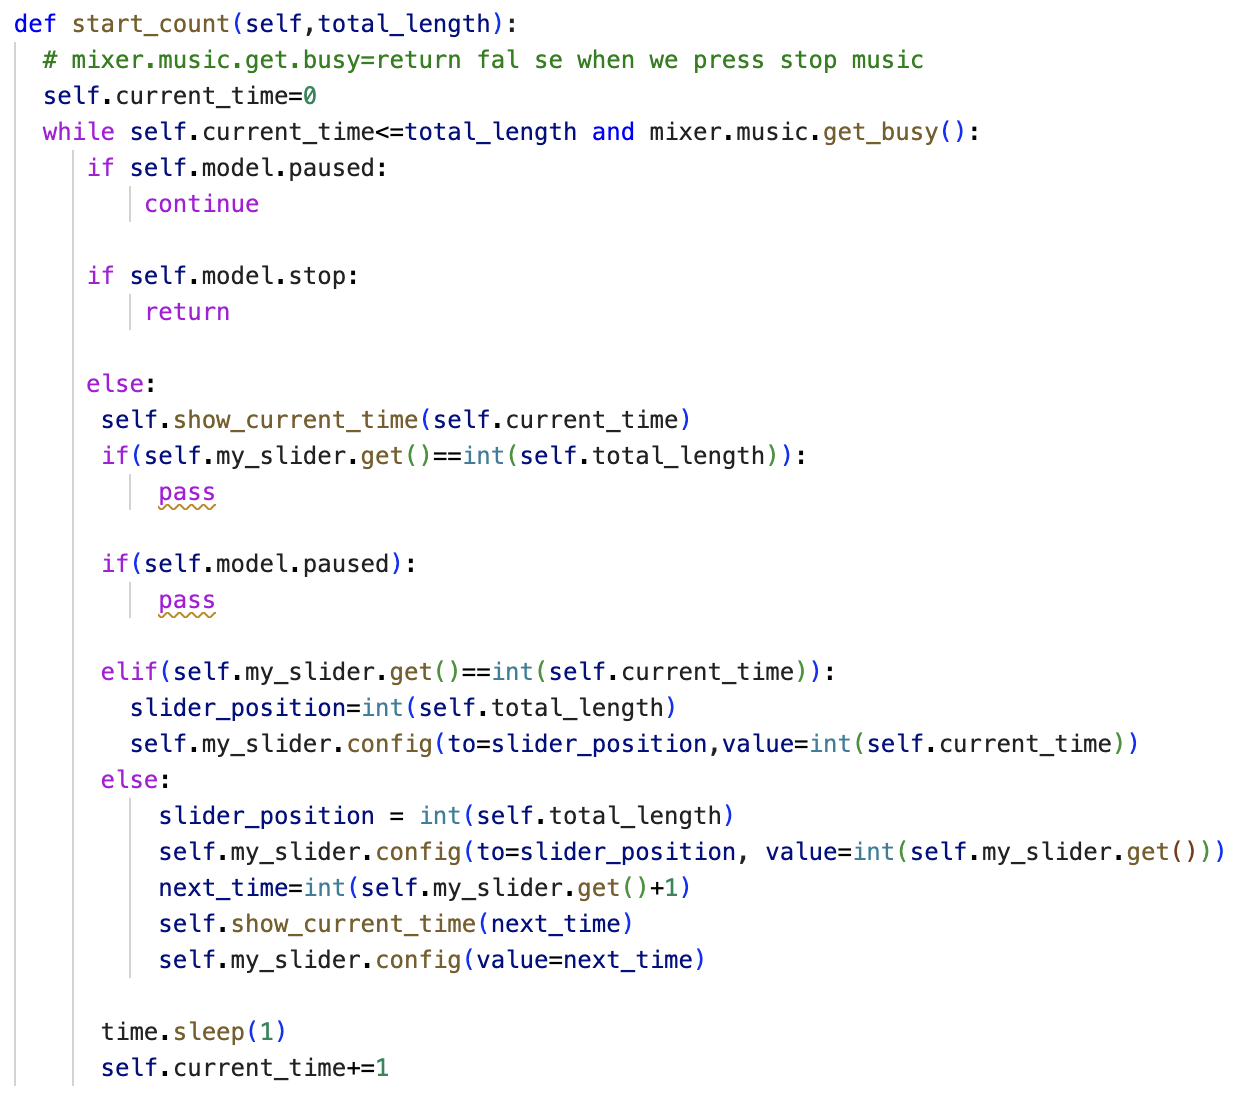 def start_count(self,total_length):
# mixer.music.get.busy=return fal se when we press stop music
self.current_time=0
while self.current_time<=total_length and mixer.music.get_busy():
if self.model.paused:
continue
if self.model.stop:
return
else:
self.show_current_time(self.current_time)
if(self.my_slider.get()==int(self.total_length)):
pass
if(self.model.paused):
pass
elif(self.my_slider.get()==int(self.current_time)):
slider_position=int(self.total_length)
self.my_slider.config(to=slider_position,value=int(self.current_time))
else:
slider_position = int(self.total_length)
self.my_slider.config(to=slider_position, value=int(self.my_slider.get()))
next_time=int(self.my_slider.get()+1)
self.show_current_time(next_time)
self.my_slider.config(value=next_time)
time.sleep(1)
self.current_time+=1